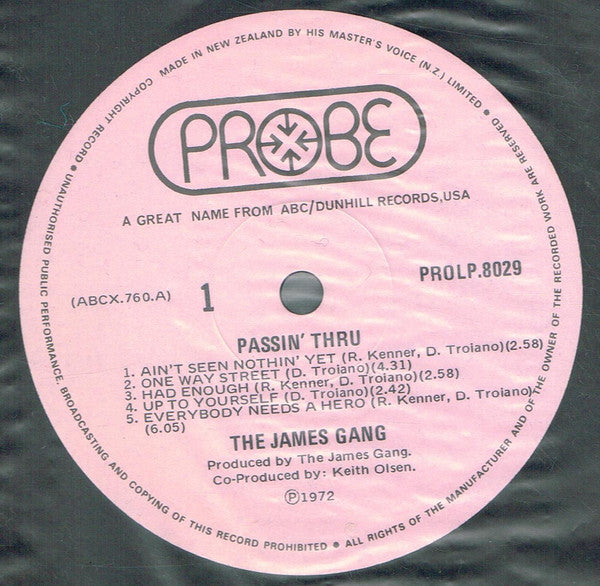 COPYRIGHT RECORD • MADE IN NEW ZEALAND BY HIS MASTER'S VOICE (N.Z.) LIMITED • ALL RIGHTS OF THE MANUFACTURER AND OF THE OWNER OF THE RECORDED WORK ARE RESERVED • UNAUTHORISED PUBLIC PERFORMANCE, BROADCASTING AND COPYING OF THIS RECORD PROHIBITED •
PROBE
A GREAT NAME FROM ABC/DUNHILL RECORDS,USA
(ABCX.760.A) 1 PROLP.8029
PASSIN' THRU
1. AIN'T SEEN NOTHIN' YET (R. Kenner, D. Troiano)(2.58)
2. ONE WAY STREET (D. Troiano)(4.31)
3. HAD ENOUGH (R. Kenner, D. Troiano)(2.58)
4. UP TO YOURSELF (D. Troiano)(2.42)
5. EVERYBODY NEEDS A HERO (R. Kenner, D. Troiano)
(6.05)
THE JAMES GANG
Produced by The James Gang.
Co-Produced by: Keith Olsen.
℗1972